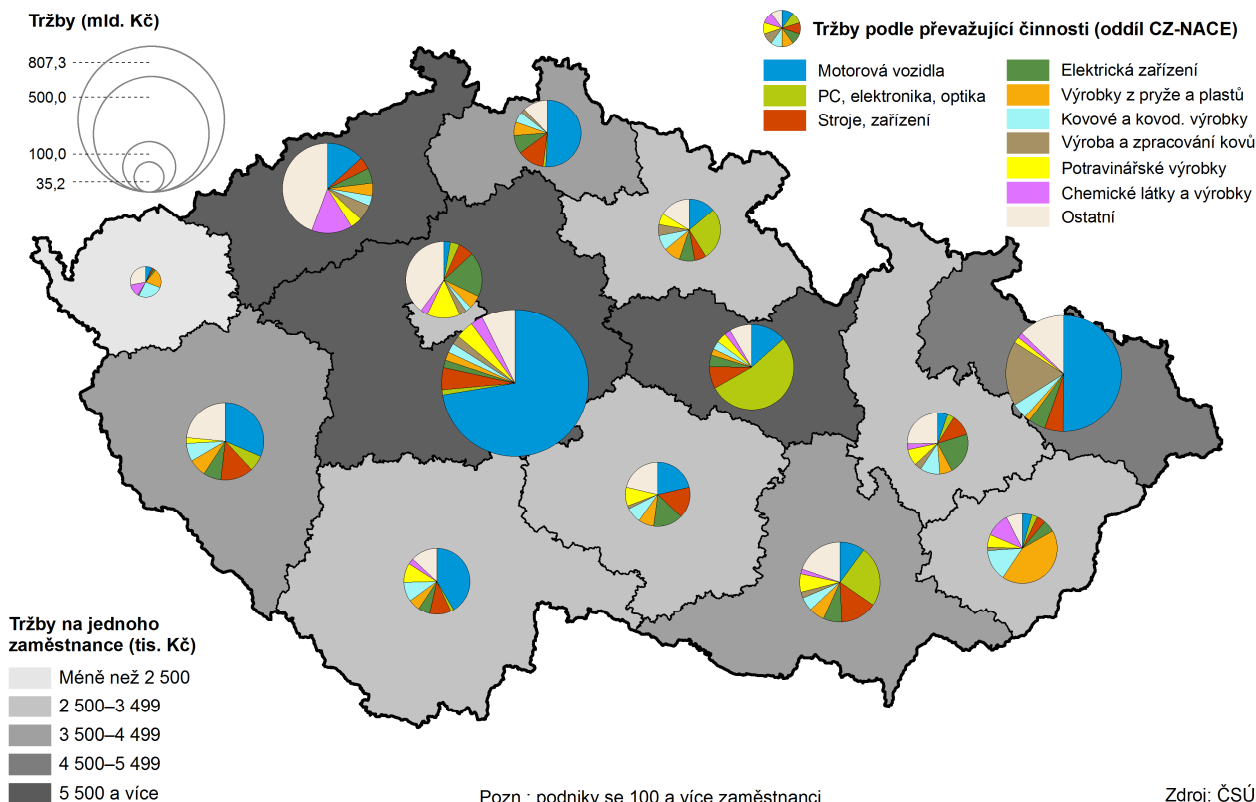 Tržby (mld. Kč)
807,3
500,0
100,0
35,2
Tržby podle převažující činnosti (oddíl CZ-NACE)
Motorová vozidla
PC, elektronika, optika
Stroje, zařízení
Elektrická zařízení
Výrobky z pryže a plastů
Kovové a kovod. výrobky
Výroba a zpracování kovů
Potravinářské výrobky
Chemické látky a výrobky
Ostatní
Tržby na jednoho
zaměstnance (tis. Kč)
Méně než 2 500
2 500–3 499
3 500–4 499
4 500–5 499
5 500 a více
Pozn.: podniky se 100 a více zaměstnanci
Zdroj: ČSÚ